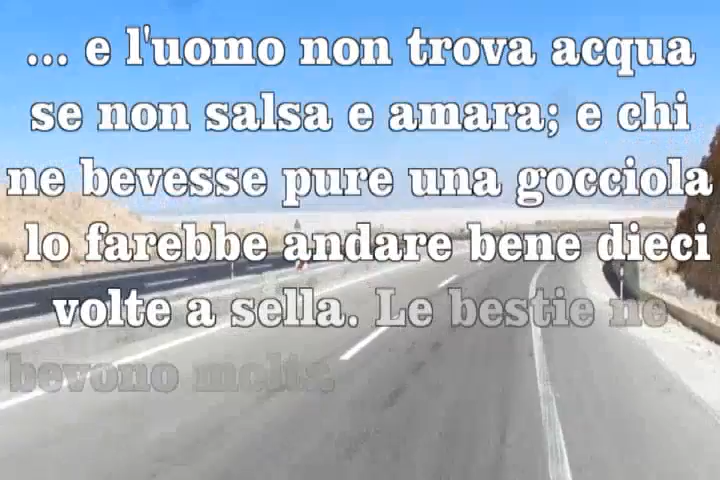 ... e l'uomo non trova acqua
se non salsa e amara; e chi
ne bevesse pure una gocciola
lo farebbe andare bene dieci
volte a sella. Le bestie ne
bevono molta.